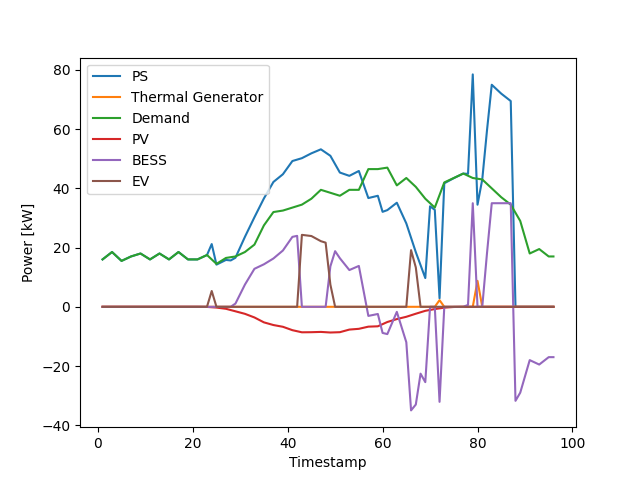 PS
Thermal Generator
Demand
PV
BESS
EV
80
60
40
20
0
−20
−40
Power [kW]
0 20 40 60 80 100
Timestamp